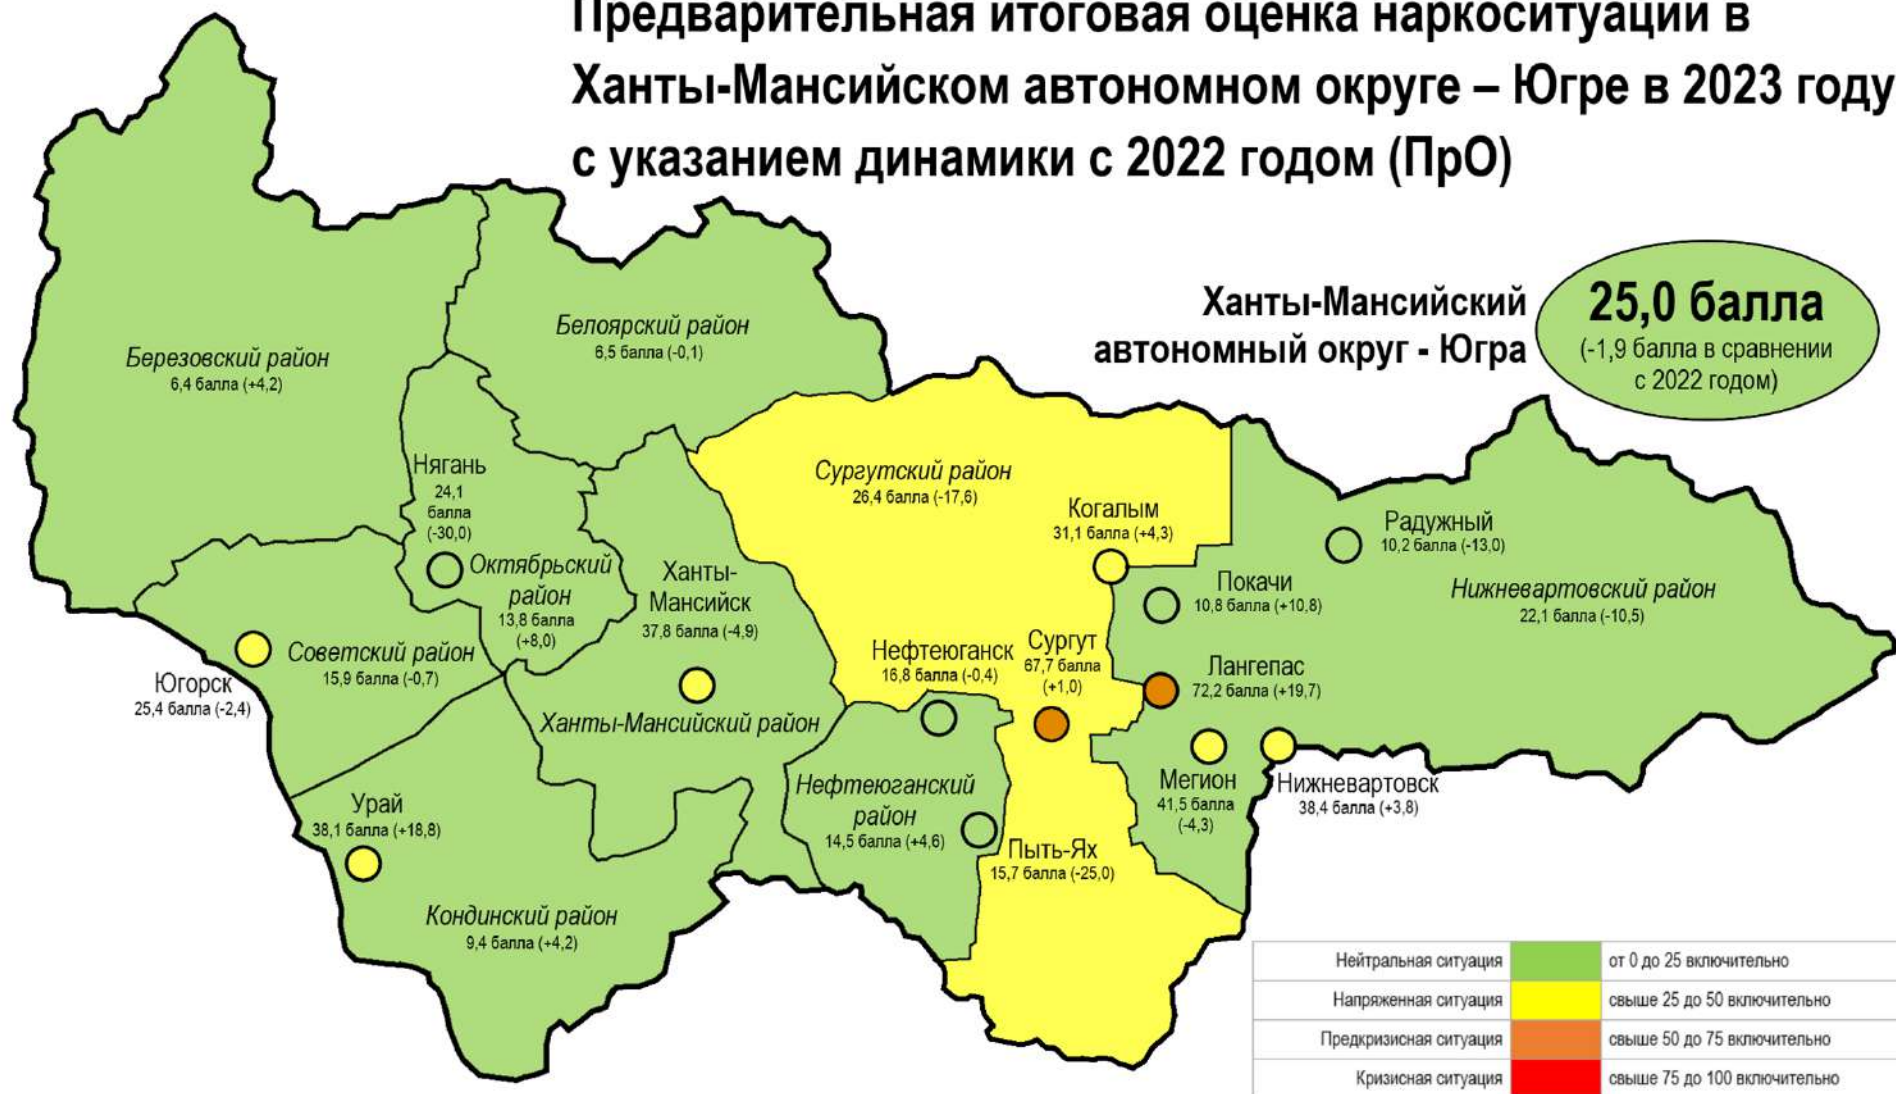 Предварительная итоговая оценка наркоситуации в
Ханты-Мансийском автономном округе – Югре в 2023 году
с указанием динамики с 2022 годом (ПрО)
Ханты-Мансийский
автономный округ - Югра
25,0 балла
(-1,9 балла в сравнении
с 2022 годом)
Березовский район
6,4 балла (+4,2)
Белоярский район
6,5 балла (-0,1)
Нягань
24,1
балла
(-30,0)
Октябрьский
район
13,8 балла
(+8,0)
Ханты-
Мансийск
37,8 балла (-4,9)
Сургутский район
26,4 балла (-17,6)
Когалым
31,1 балла (+4,3)
Радужный
10,2 балла (-13,0)
Покачи
10,8 балла (+10,8)
Нижневартовский район
22,1 балла (-10,5)
Советский район
15,9 балла (-0,7)
Югорск
25,4 балла (-2,4)
Ханты-Мансийский район
Нефтеюганск
16,8 балла (-0,4)
Сургут
67,7 балла
(+1,0)
Лангепас
72,2 балла (+19,7)
Мегион
41,5 балла
(-4,3)
Нижневартовск
38,4 балла (+3,8)
Нефтеюганский
район
14,5 балла (+4,6)
Пыть-Ях
15,7 балла (-25,0)
Урай
38,1 балла (+18,8)
Кондинский район
9,4 балла (+4,2)
Нейтральная ситуация от 0 до 25 включительно
Напряженная ситуация свыше 25 до 50 включительно
Предкризисная ситуация свыше 50 до 75 включительно
Кризисная ситуация свыше 75 до 100 включительно